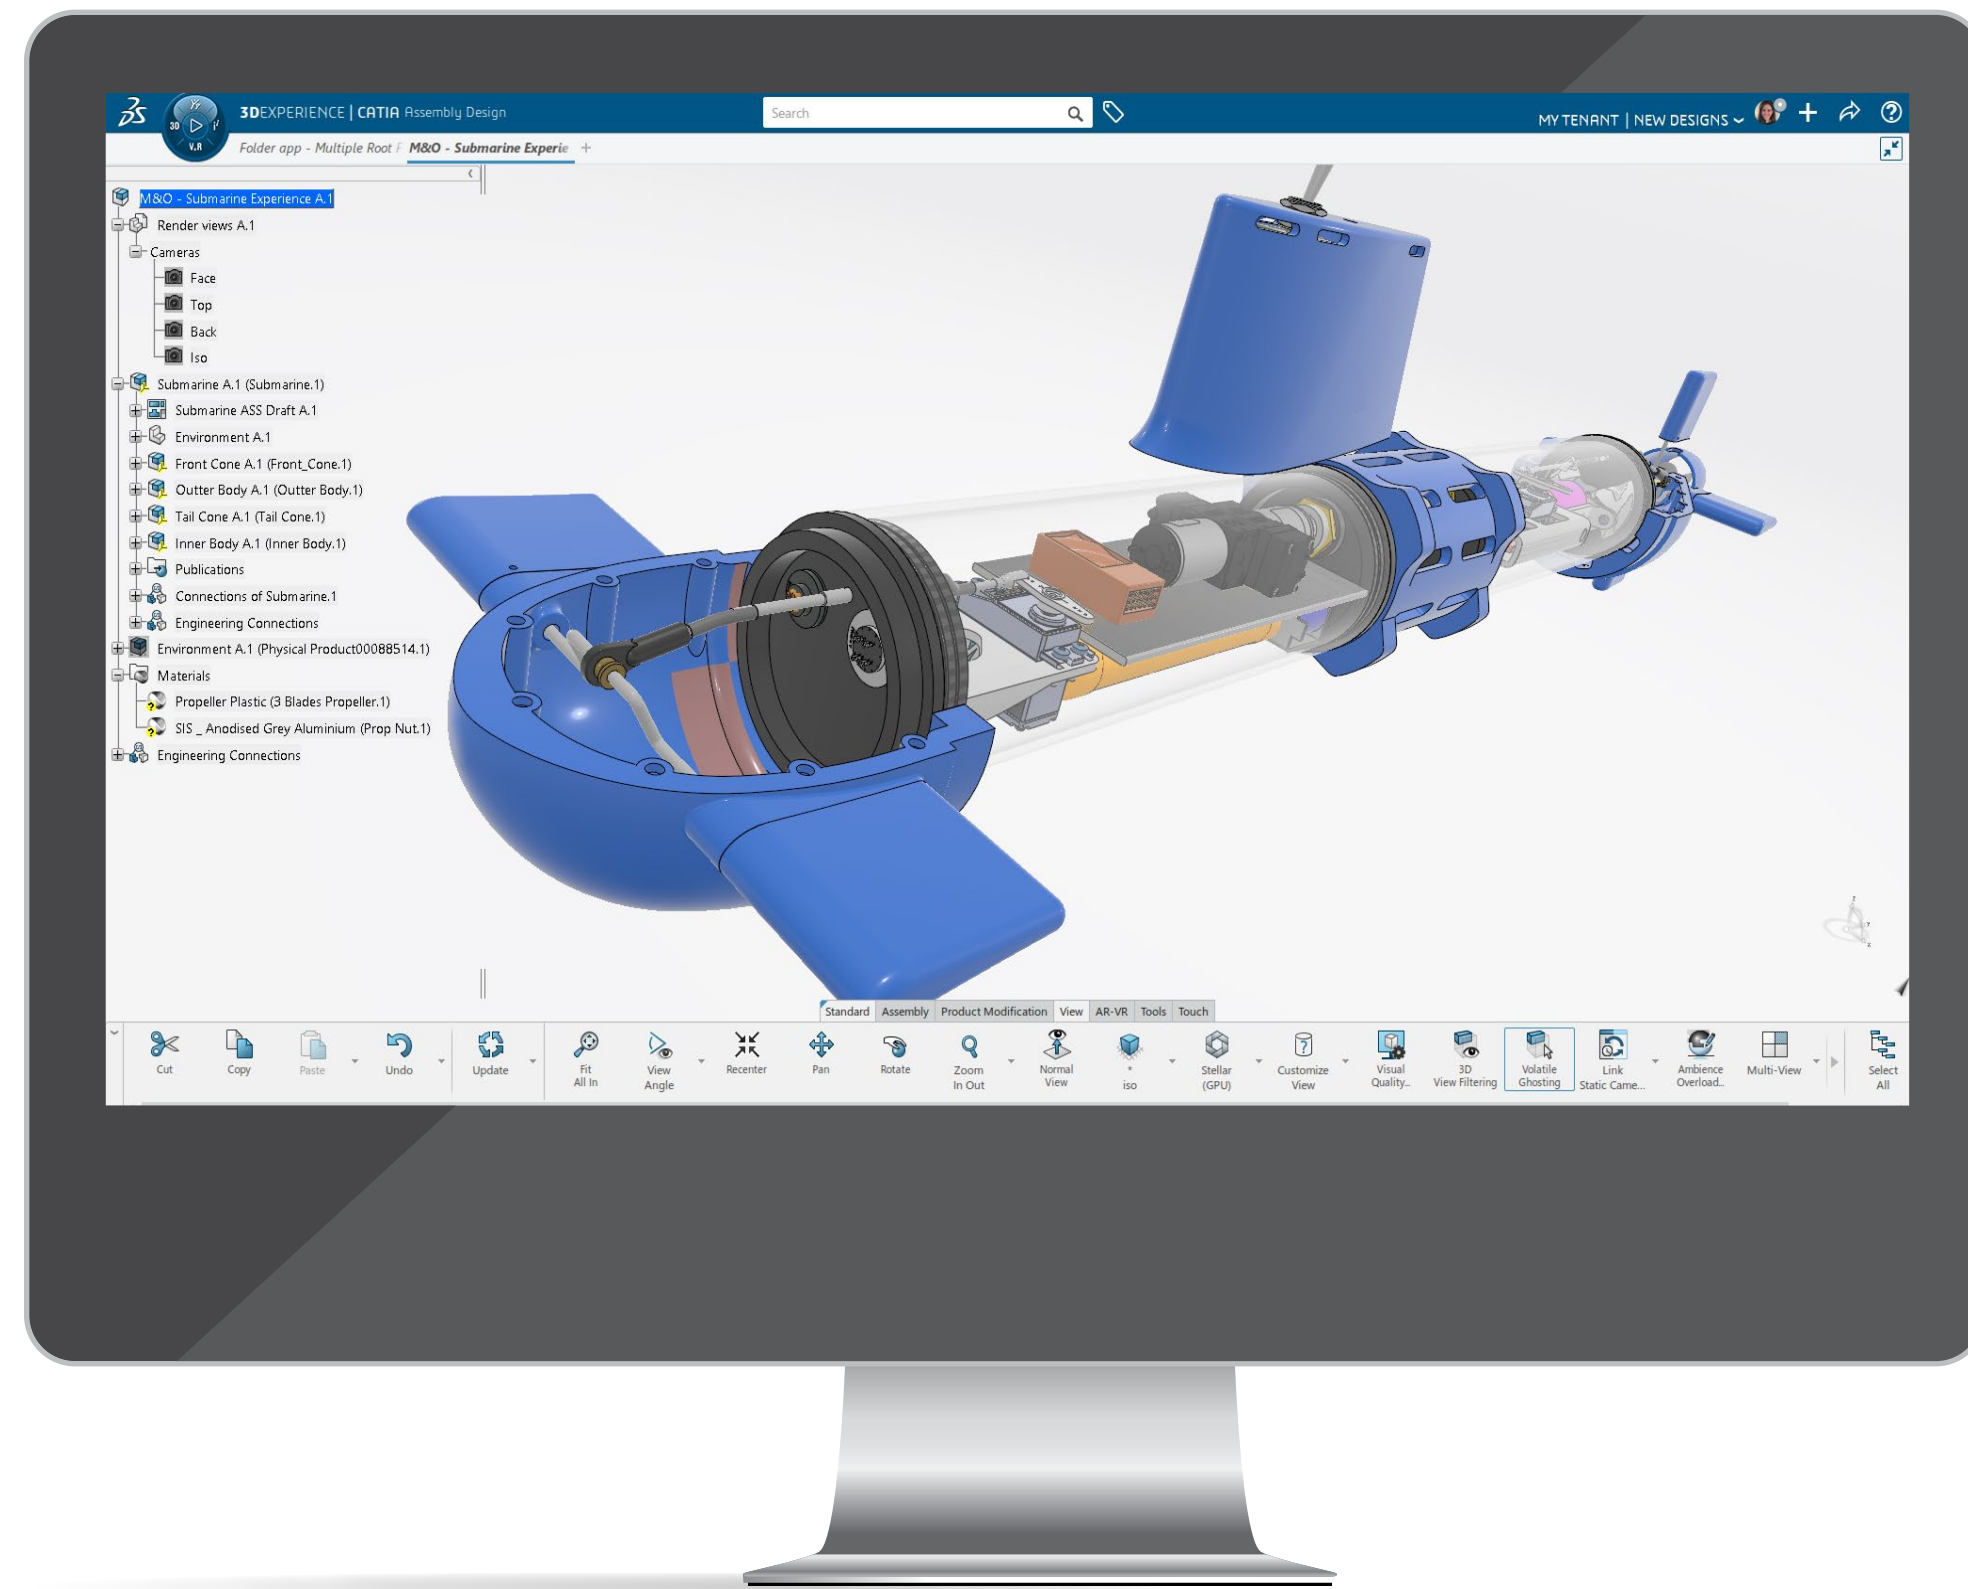 3DEXPERIENCE | CATIA Assembly Design
Search
MY TENANT | NEW DESIGNS
3D
V.R
Folder app - Multiple Root F
M&O - Submarine Experie
M&O - Submarine Experience A.1
Render views A.1
Cameras
Face
Top
Back
Iso
Submarine A.1 (Submarine.1)
Submarine ASS Draft A.1
Environment A.1
Front Cone A.1 (Front_Cone.1)
Outter Body A.1 (Outter Body.1)
Tail Cone A.1 (Tail Cone.1)
Inner Body A.1 (Inner Body.1)
Publications
Connections of Submarine.1
Engineering Connections
Environment A.1 (Physical Product00088514.1)
Materials
Propeller Plastic (3 Blades Propeller.1)
SIS _ Anodised Grey Aluminium (Prop Nut.1)
Engineering Connections
Standard Assembly Product Modification View AR-VR Tools Touch
Cut
Copy
Paste
Undo
Update
Fit
All In
View
Angle
Recenter
Pan
Rotate
Zoom
In Out
Normal
View
*
iso
Stellar
(GPU)
Customize
View
Visual
Quality...
3D
View Filtering
Volatile
Ghosting
Link
Static Came...
Ambience
Overload...
Multi-View
Select
All